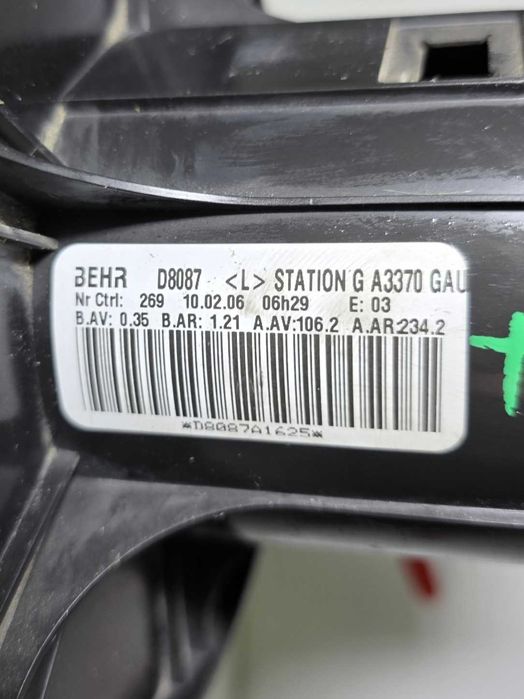 BEHR D8087 <L> STATION G A3370 GAU
Nr Ctrl: 269 10.02.06 06h29 E: 03
B.AV: 0.35 B.AR: 1.21 A.AV:106.2 A.AR:234.2
*D8087A1625*